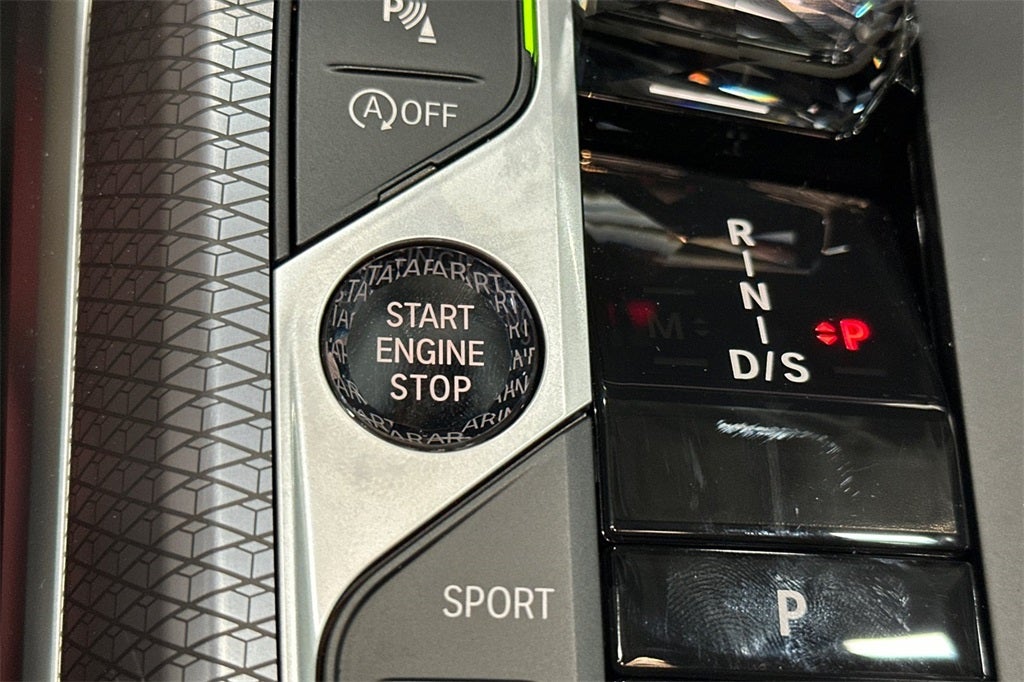 P
A OFF
START
ENGINE
STOP
SPORT
R
N
M
P
D/S
P